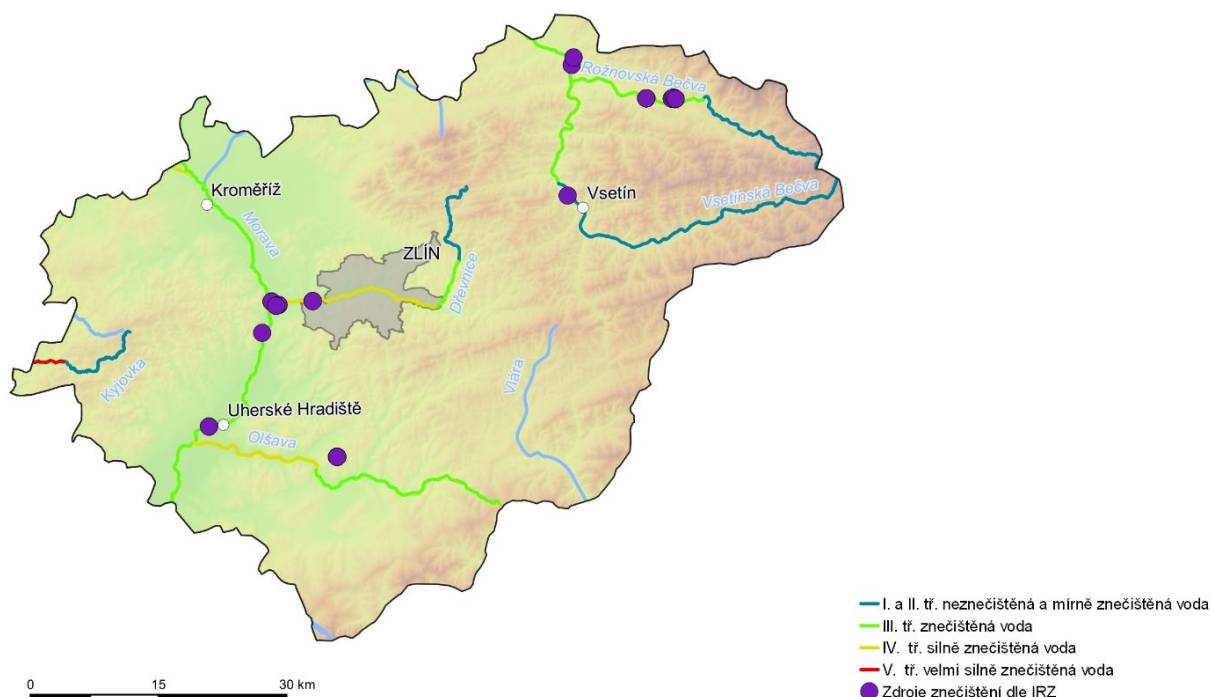 Rožnovská Bečva
Kroměříž
Vsetín
Vsetínská Bečva
Morava
ZLÍN
Dřevnice
Kyjovka
Vlára
Uherské Hradiště
Olšava
I. a II. tř. neznečištěná a mírně znečištěná voda
III. tř. znečištěná voda
IV. tř. silně znečištěná voda
V. tř. velmi silně znečištěná voda
Zdroje znečištění dle IRZ
0 15 30 km